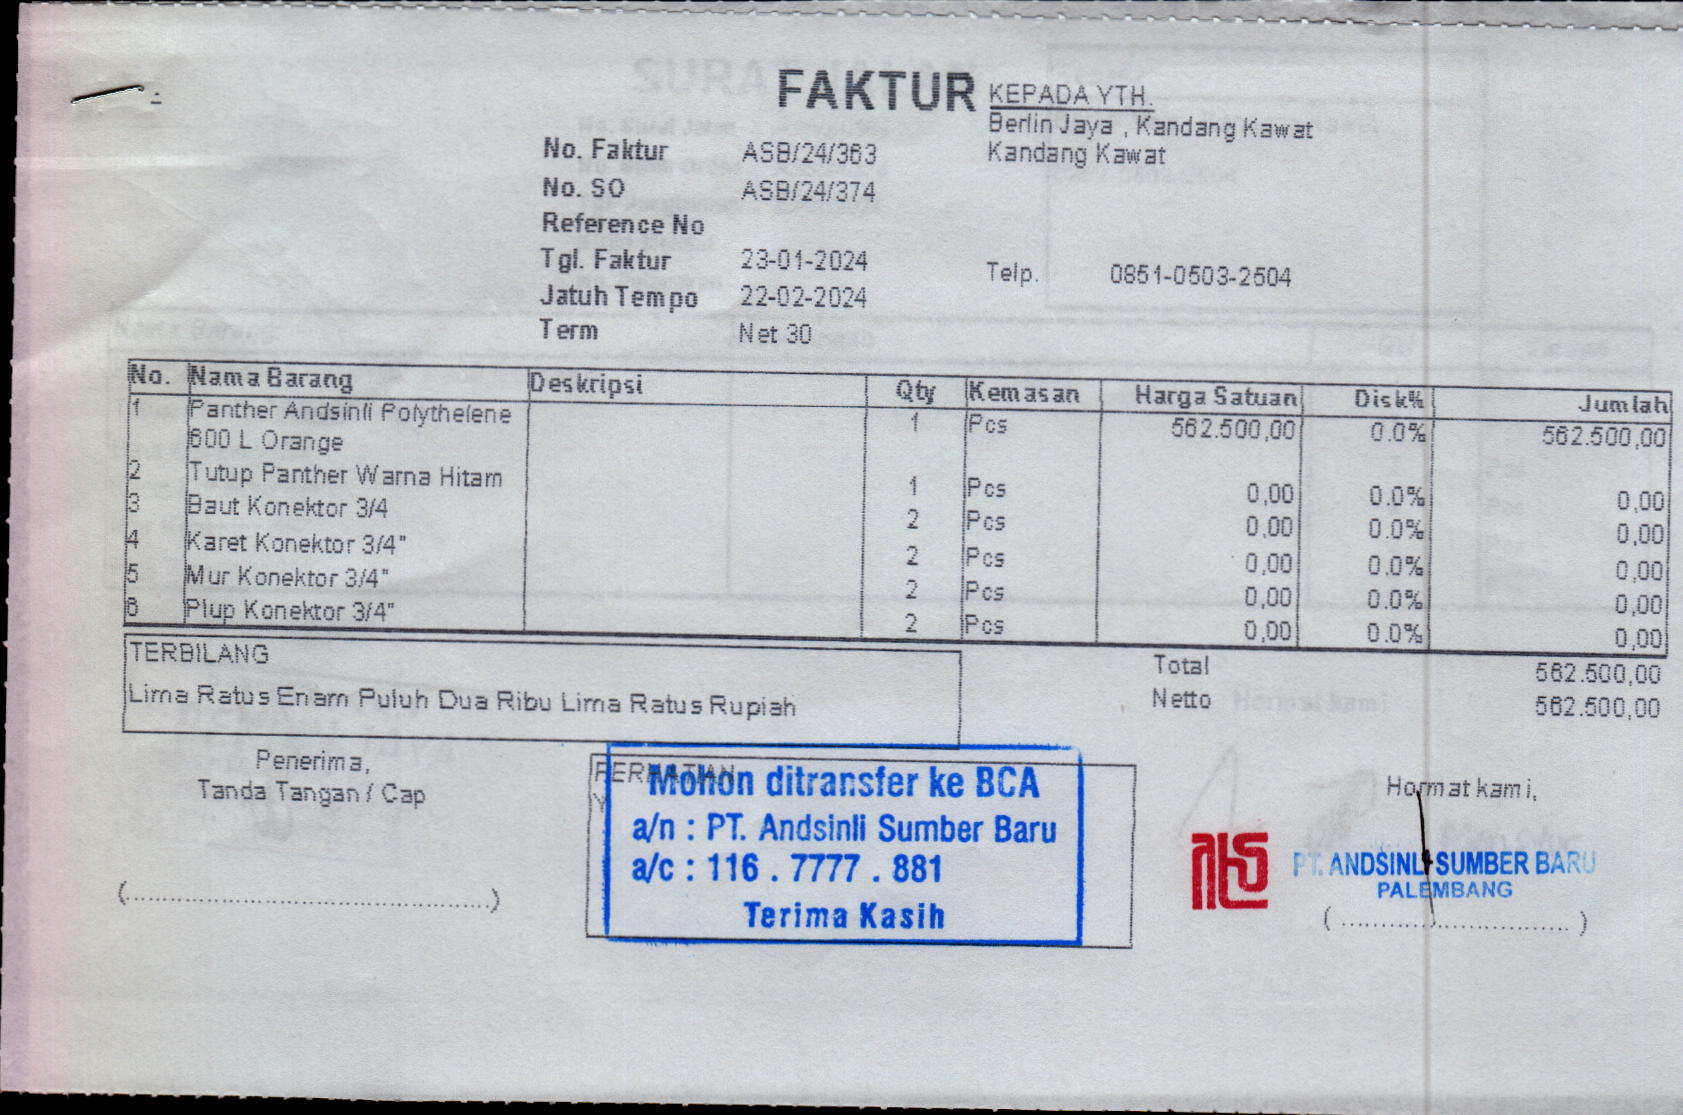 FAKTUR
KEPADA YTH.
Berlin Jaya , Kandang Kawat
Kandang Kawat
No. Faktur ASB/24/363
No. SO ASB/24/374
Reference No
Tgl. Faktur 23-01-2024
Telp. 0851-0503-2504
Jatuh Tempo 22-02-2024
Term Net 30
No. Nama Barang Deskripsi Qty Kemasan Harga Satuan Disk% Jumlah
1 Panther Andsinli Polythelene 1 Pcs 562.500,00 0.0% 562.500,00
600 L Orange
2 Tutup Panther Warna Hitam 1 Pcs 0,00 0.0% 0,00
3 Baut Konektor 3/4 2 Pcs 0,00 0.0% 0,00
4 Karet Konektor 3/4" 2 Pcs 0,00 0.0% 0,00
5 Mur Konektor 3/4" 2 Pcs 0,00 0.0% 0,00
6 Plup Konektor 3/4" 2 Pcs 0,00 0.0% 0,00
TERBILANG
Lima Ratus Enam Puluh Dua Ribu Lima Ratus Rupiah
Total 562.500,00
Netto 562.500,00
Penerima,
Tanda Tangan / Cap
(........................................)
PERHATIAN
Mohon ditransfer ke BCA
a/n : PT. Andsinli Sumber Baru
a/c : 116 . 7777 . 881
Terima Kasih
Hormat kami,
PT. ANDSINLI SUMBER BARU
PALEMBANG
(........................................)